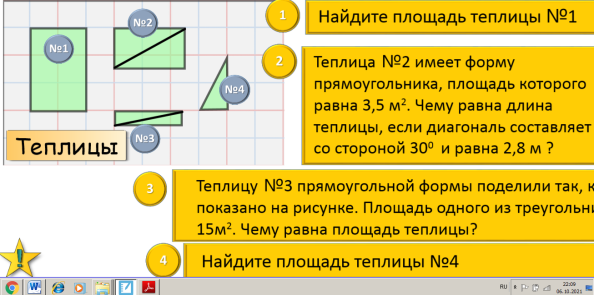 №1
№2
№3
№4
Теплицы
1
Найдите площадь теплицы №1
2
Теплица №2 имеет форму
прямоугольника, площадь которого
равна 3,5 м². Чему равна длина
теплицы, если диагональ составляет
со стороной 30⁰ и равна 2,8 м ?
3
Теплицу №3 прямоугольной формы поделили так, к
показано на рисунке. Площадь одного из треугольн
15м². Чему равна площадь теплицы?
4
Найдите площадь теплицы №4
RU
22:09
06.10.2021